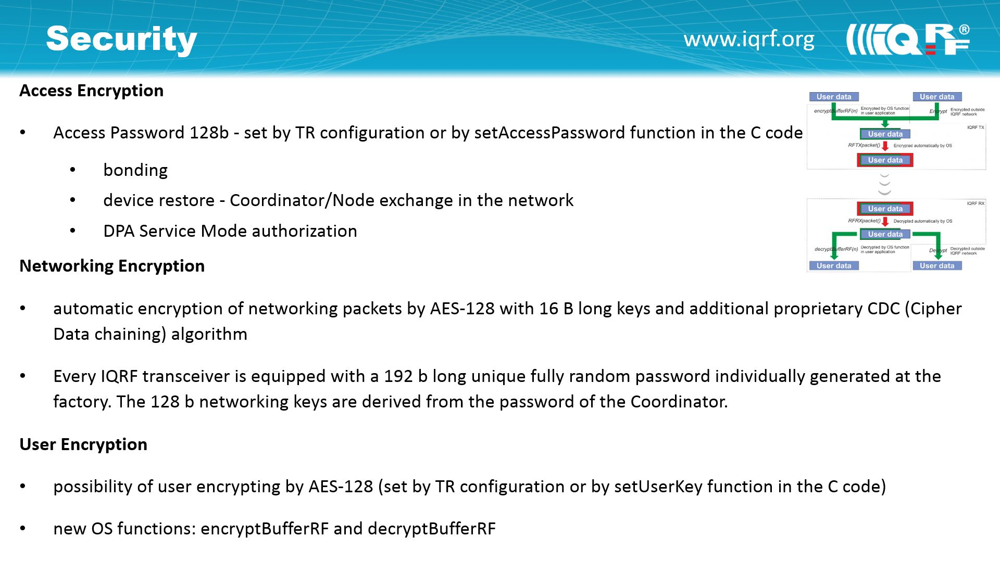 Security
www.iqrf.org
IQRF®
Access Encryption
• Access Password 128b - set by TR configuration or by setAccessPassword function in the C code
• bonding
• device restore - Coordinator/Node exchange in the network
• DPA Service Mode authorization
Networking Encryption
• automatic encryption of networking packets by AES-128 with 16 B long keys and additional proprietary CDC (Cipher
Data chaining) algorithm
• Every IQRF transceiver is equipped with a 192 b long unique fully random password individually generated at the
factory. The 128 b networking keys are derived from the password of the Coordinator.
User Encryption
• possibility of user encrypting by AES-128 (set by TR configuration or by setUserKey function in the C code)
• new OS functions: encryptBufferRF and decryptBufferRF
User data
User data
encryptBufferRF(n)
Encrypted by OS function
in user application
Encrypt
Encrypted outside
IQRF network
IQRF TX
User data
RFTXpacket()
Encrypted automatically by OS
User data
IQRF RX
User data
RFRXpacket()
Decrypted automatically by OS
User data
decryptBufferRF(n)
Decrypted by OS function
in user application
Decrypt
Decrypted outside
IQRF network
User data
User data